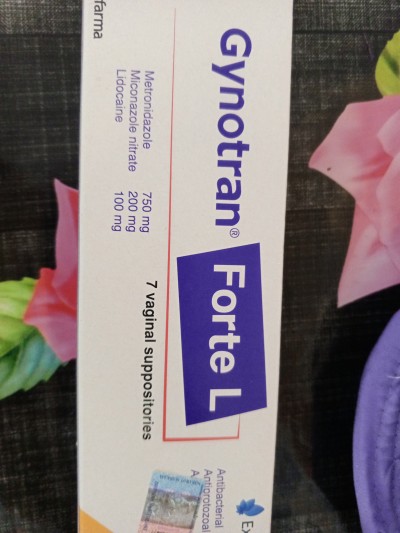 farma
Gynotran® Forte L
Metronidazole 750 mg
Miconazole nitrate 200 mg
Lidocaine 100 mg
7 vaginal suppositories
Antibacterial
Antiprotozoal